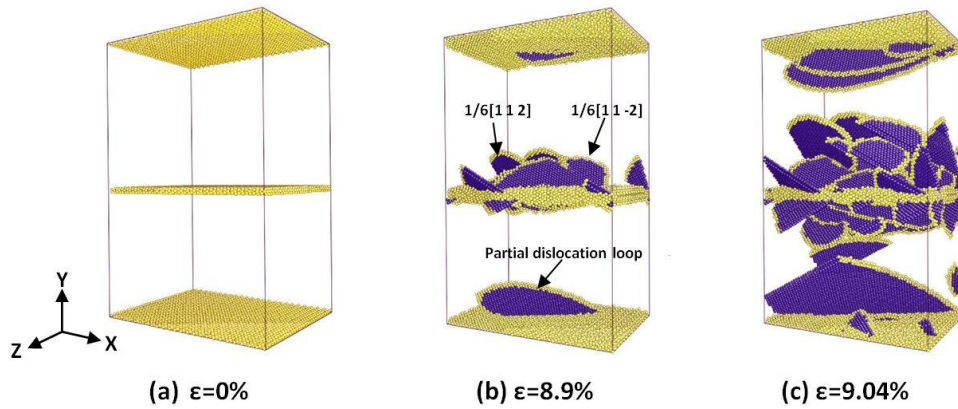 1/6[1 1 2]
1/6[1 1 -2]
Partial dislocation loop
Y
Z
X
(a) ε=0%
(b) ε=8.9%
(c) ε=9.04%